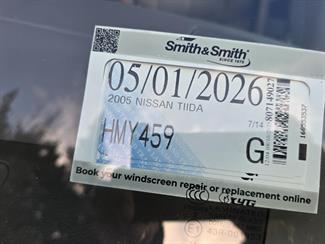 Smith&Smith
SINCE 1975
05/01/2026
2005 NISSAN TIIDA
HMY459
7/14
G
Book your windscreen repair or replacement online